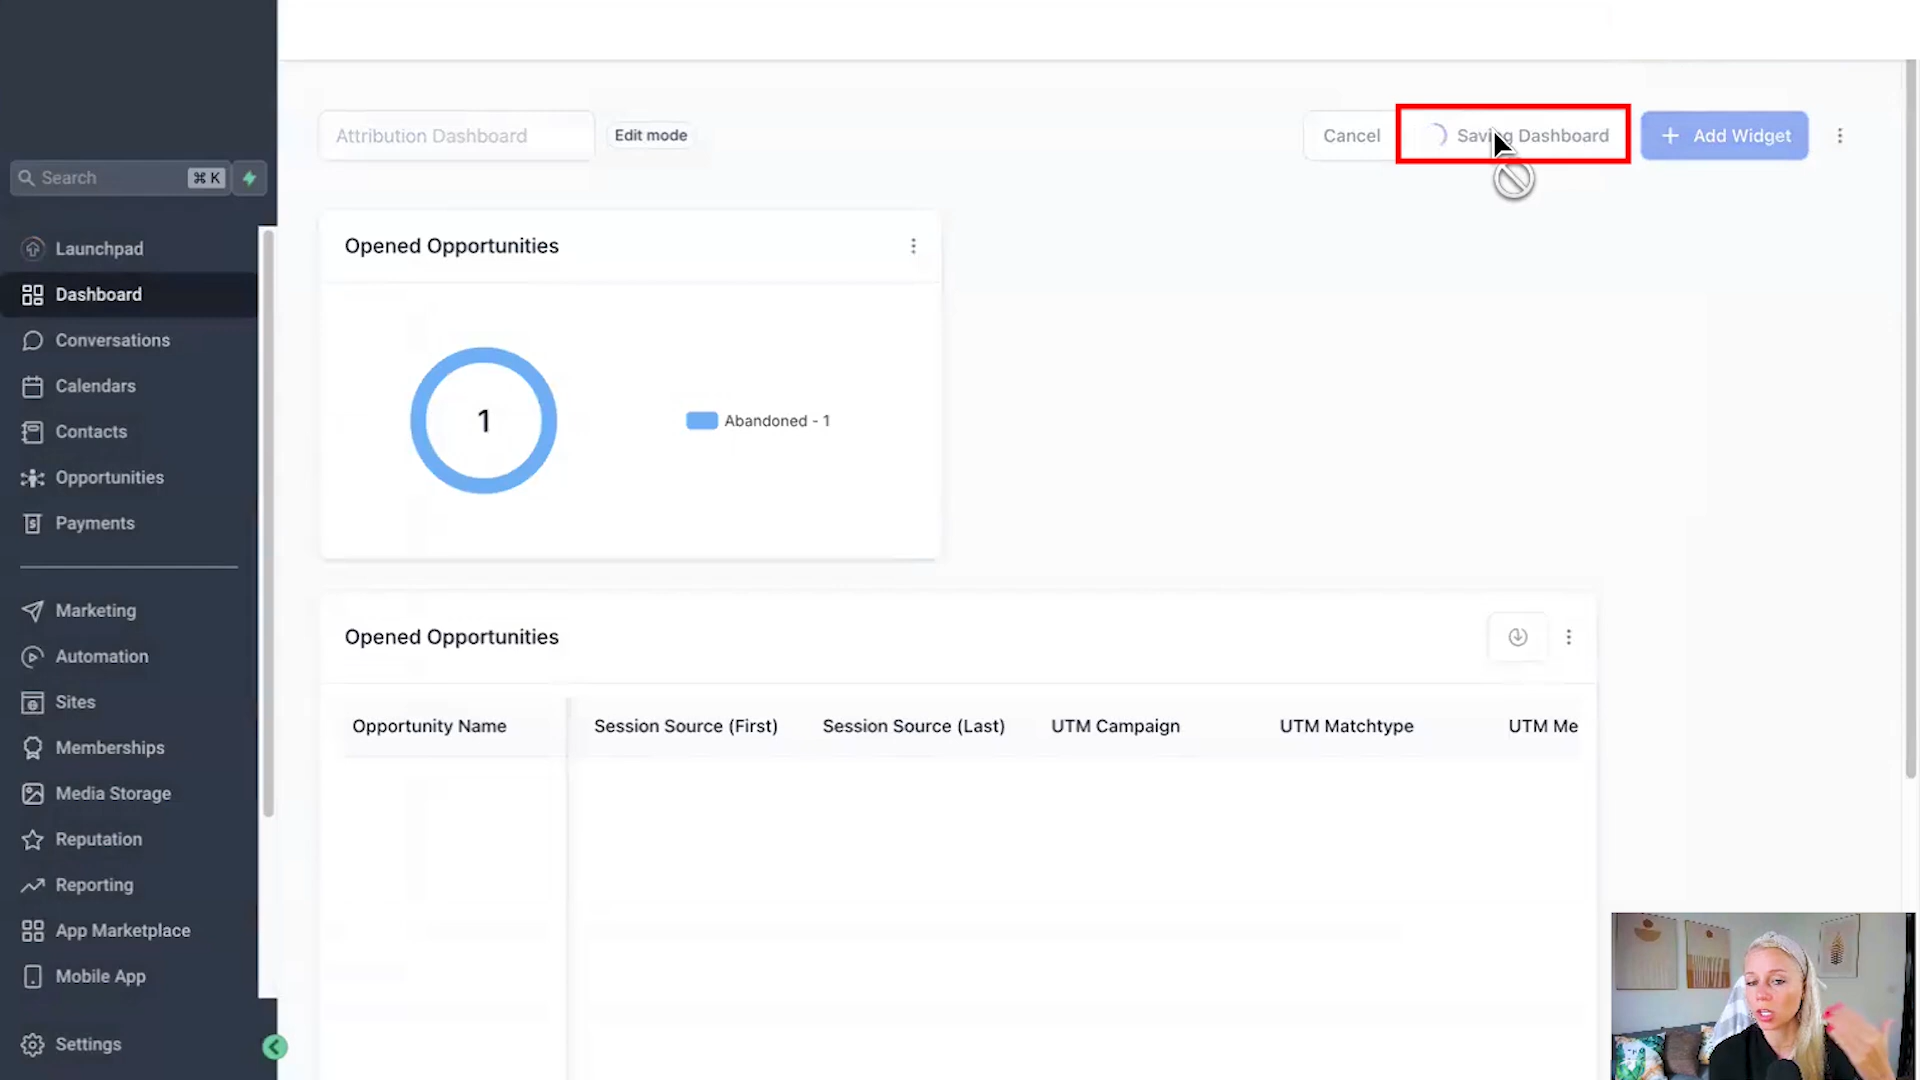 Search
⌘ K
Launchpad
Dashboard
Conversations
Calendars
Contacts
Opportunities
Payments
Marketing
Automation
Sites
Memberships
Media Storage
Reputation
Reporting
App Marketplace
Mobile App
Settings
Attribution Dashboard
Edit mode
Cancel
Saving Dashboard
+ Add Widget
Opened Opportunities
1
Abandoned - 1
Opened Opportunities
Opportunity Name
Session Source (First)
Session Source (Last)
UTM Campaign
UTM Matchtype
UTM Me